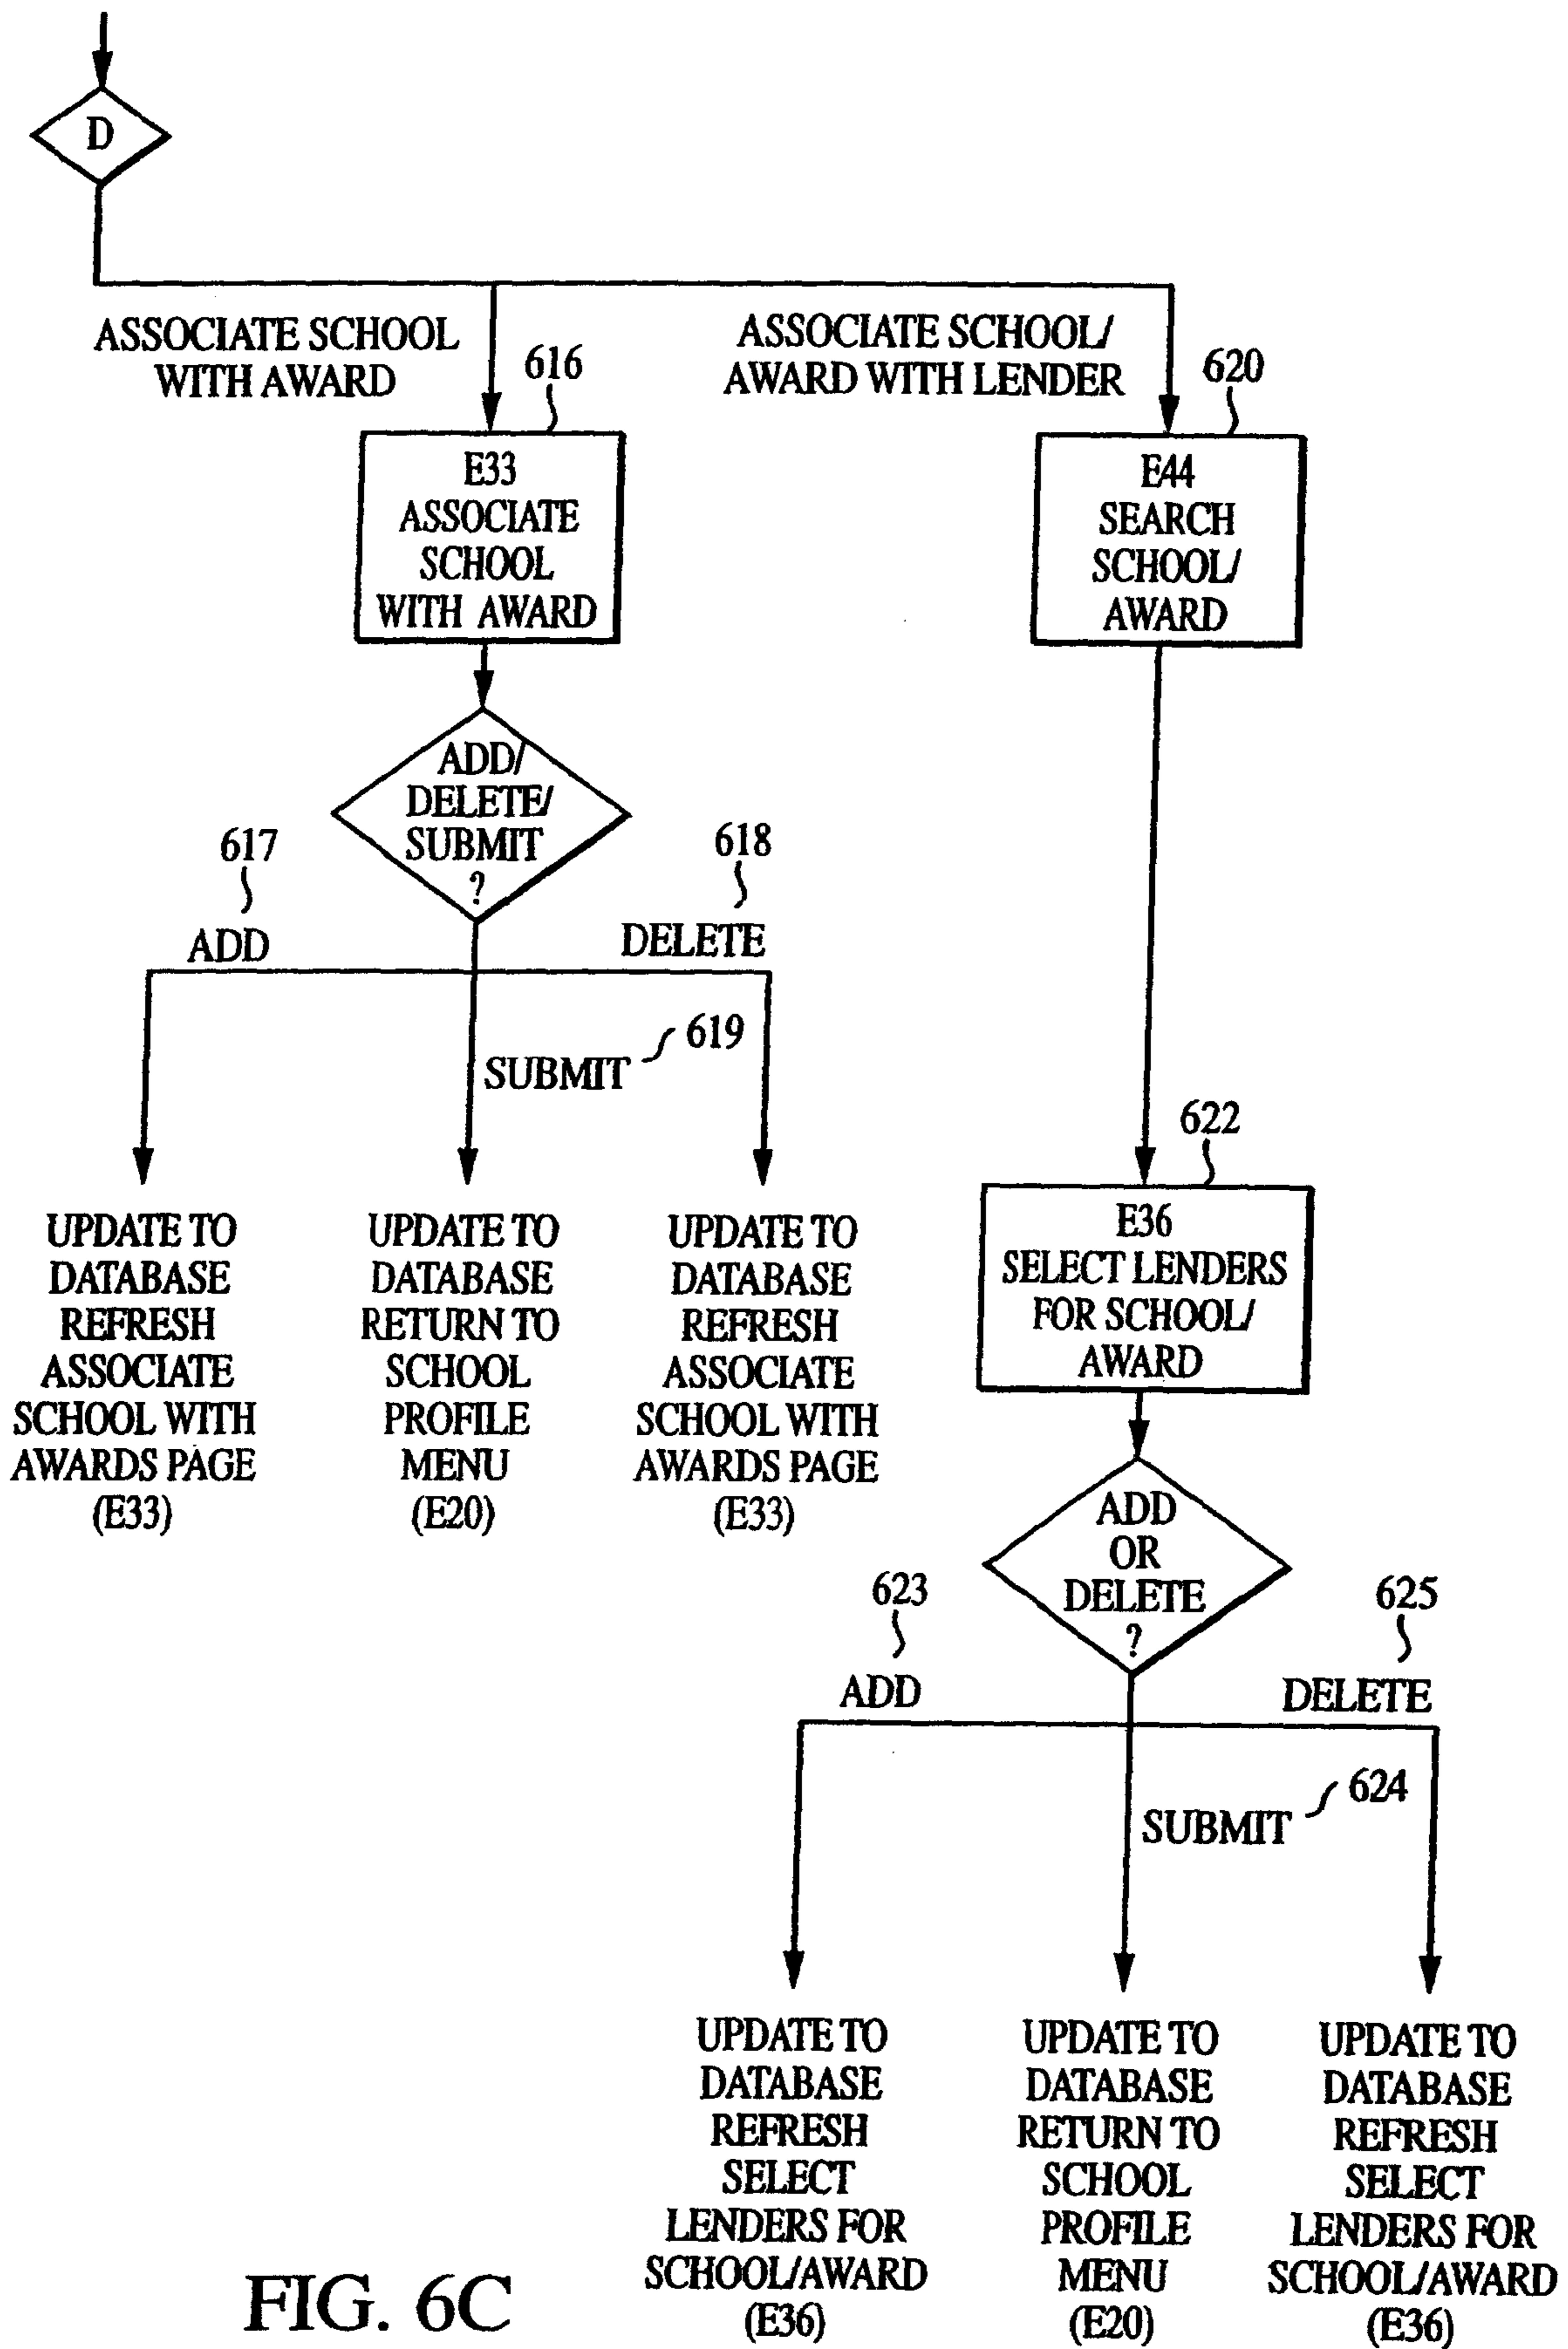 D
ASSOCIATE SCHOOL
WITH AWARD
616
ASSOCIATE SCHOOL/
AWARD WITH LENDER
620
E33
ASSOCIATE
SCHOOL
WITH AWARD
E44
SEARCH
SCHOOL/
AWARD
ADD/
DELETE/
SUBMIT
?
617
ADD
618
DELETE
619
SUBMIT
UPDATE TO
DATABASE
REFRESH
ASSOCIATE
SCHOOL WITH
AWARDS PAGE
(E33)
UPDATE TO
DATABASE
RETURN TO
SCHOOL
PROFILE
MENU
(E20)
UPDATE TO
DATABASE
REFRESH
ASSOCIATE
SCHOOL WITH
AWARDS PAGE
(E33)
622
E36
SELECT LENDERS
FOR SCHOOL/
AWARD
ADD
OR
DELETE
?
623
ADD
625
DELETE
624
SUBMIT
UPDATE TO
DATABASE
REFRESH
SELECT
LENDERS FOR
SCHOOL/AWARD
(E36)
UPDATE TO
DATABASE
RETURN TO
SCHOOL
PROFILE
MENU
(E20)
UPDATE TO
DATABASE
REFRESH
SELECT
LENDERS FOR
SCHOOL/AWARD
(E36)
FIG. 6C